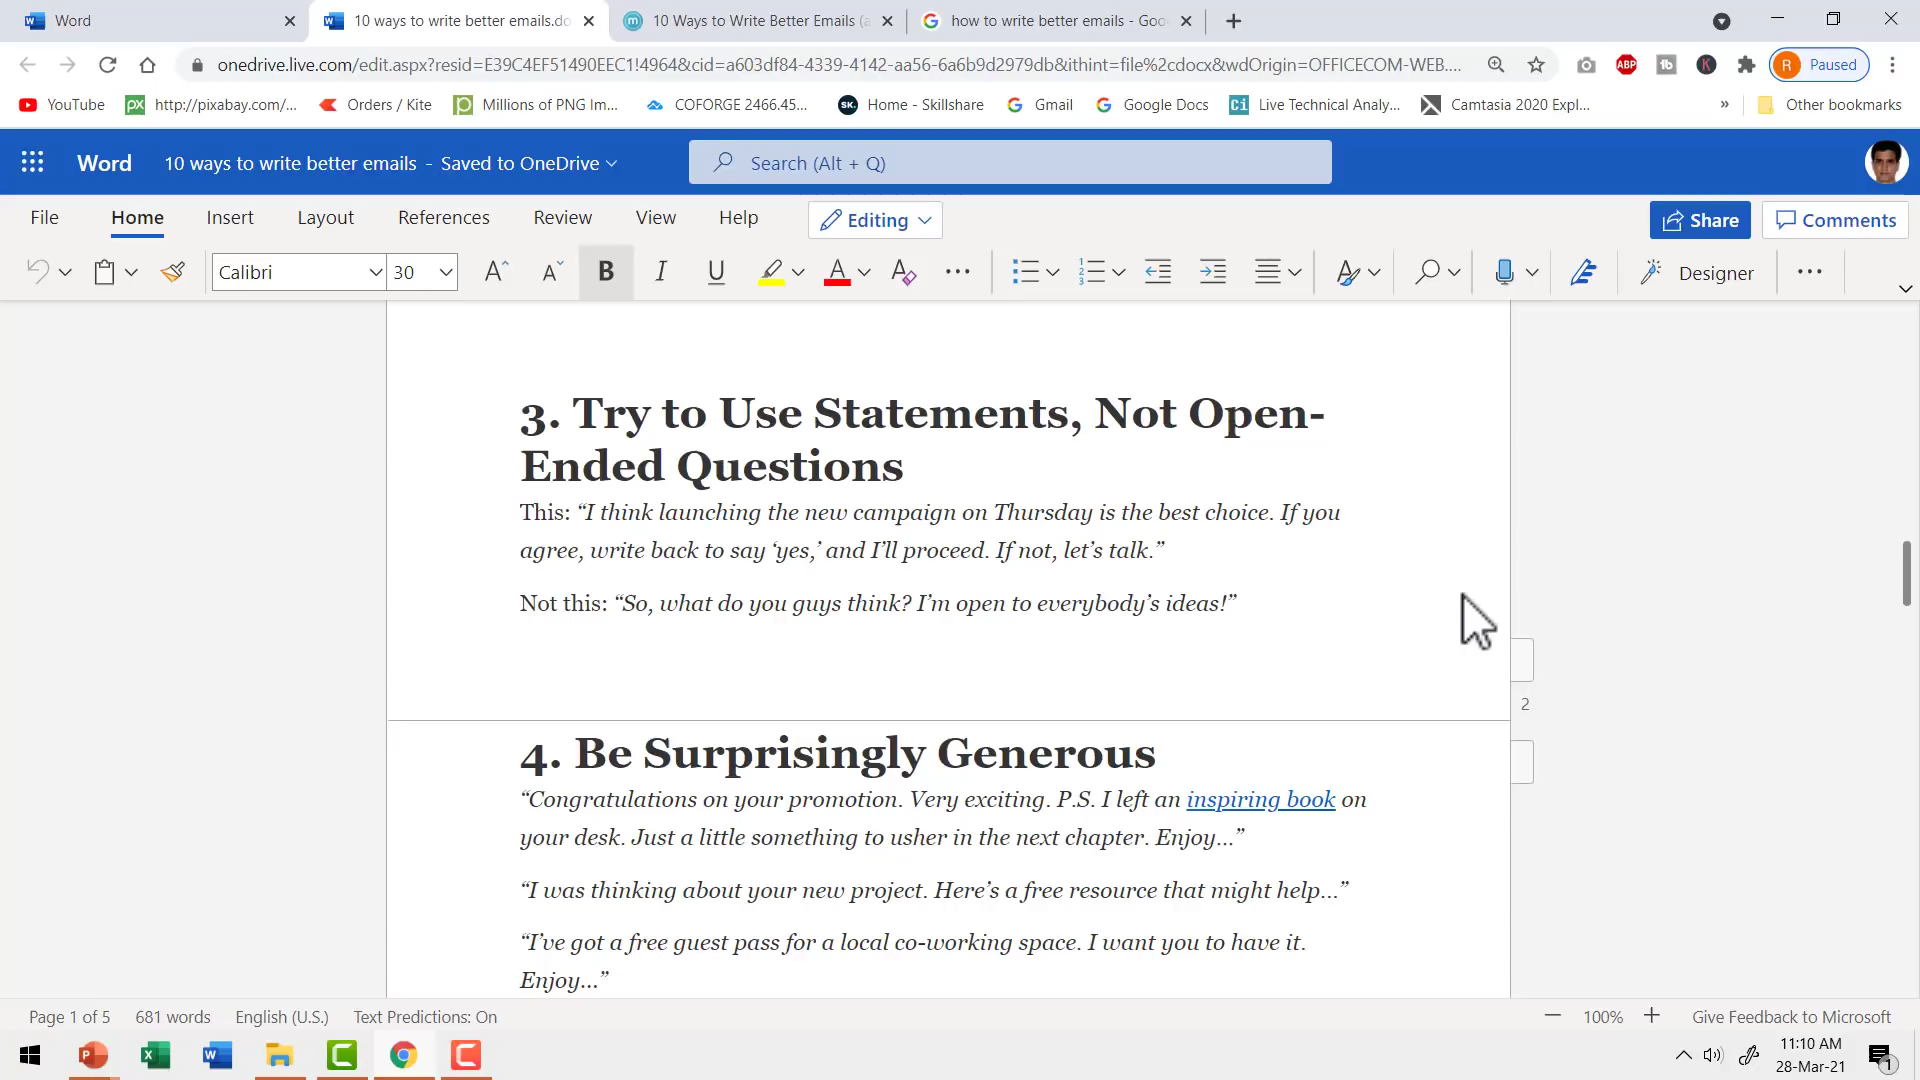 Word
10 ways to write better emails.do
10 Ways to Write Better Emails (a
how to write better emails - Goo
onedrive.live.com/edit.aspx?resid=E39C4EF51490EEC1!4964&cid=a603df84-4339-4142-aa56-6a6b9d2979db&ithint=file%2cdocx&wdOrigin=OFFICECOM-WEB....
ABP
R Paused
YouTube
http://pixabay.com/...
Orders / Kite
Millions of PNG Im...
COFORGE 2466.45...
Home - Skillshare
Gmail
Google Docs
Live Technical Analy...
Camtasia 2020 Expl...
»
Other bookmarks
Word
10 ways to write better emails - Saved to OneDrive
Search (Alt + Q)
File
Home
Insert
Layout
References
Review
View
Help
Editing
Share
Comments
Calibri
30
Designer
3. Try to Use Statements, Not Open-
Ended Questions
This: “I think launching the new campaign on Thursday is the best choice. If you
agree, write back to say ‘yes,’ and I’ll proceed. If not, let’s talk.”
Not this: “So, what do you guys think? I’m open to everybody’s ideas!”
2
4. Be Surprisingly Generous
“Congratulations on your promotion. Very exciting. P.S. I left an inspiring book on
your desk. Just a little something to usher in the next chapter. Enjoy…”
“I was thinking about your new project. Here’s a free resource that might help…”
“I’ve got a free guest pass for a local co-working space. I want you to have it.
Enjoy…”
Page 1 of 5
681 words
English (U.S.)
Text Predictions: On
100%
Give Feedback to Microsoft
11:10 AM
28-Mar-21
1